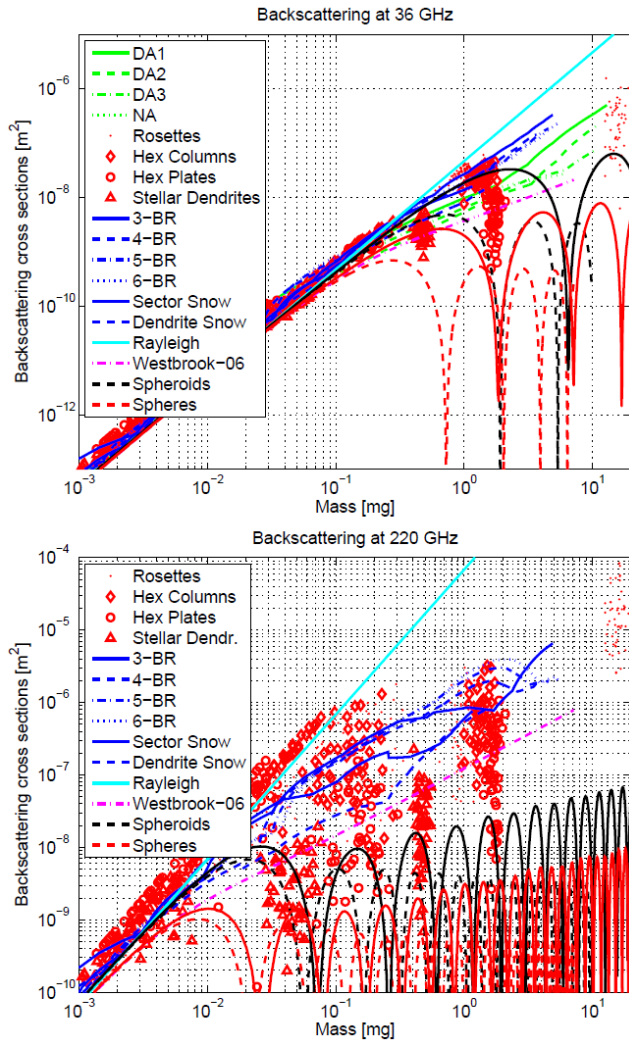 Backscattering at 36 GHz
Backscattering cross sections [m²]
10⁻⁶
10⁻⁸
10⁻¹⁰
10⁻¹²
DA1
DA2
DA3
NA
Rosettes
Hex Columns
Hex Plates
Stellar Dendrites
3−BR
4−BR
5−BR
6−BR
Sector Snow
Dendrite Snow
Rayleigh
Westbrook−06
Spheroids
Spheres
10⁻³
10⁻²
10⁻¹
10⁰
10¹
Mass [mg]
Backscattering at 220 GHz
Backscattering cross sections [m²]
10⁻⁴
10⁻⁵
10⁻⁶
10⁻⁷
10⁻⁸
10⁻⁹
10⁻¹⁰
Rosettes
Hex Columns
Hex Plates
Stellar Dendr.
3−BR
4−BR
5−BR
6−BR
Sector Snow
Dendrite Snow
Rayleigh
Westbrook−06
Spheroids
Spheres
10⁻³
10⁻²
10⁻¹
10⁰
10¹
Mass [mg]